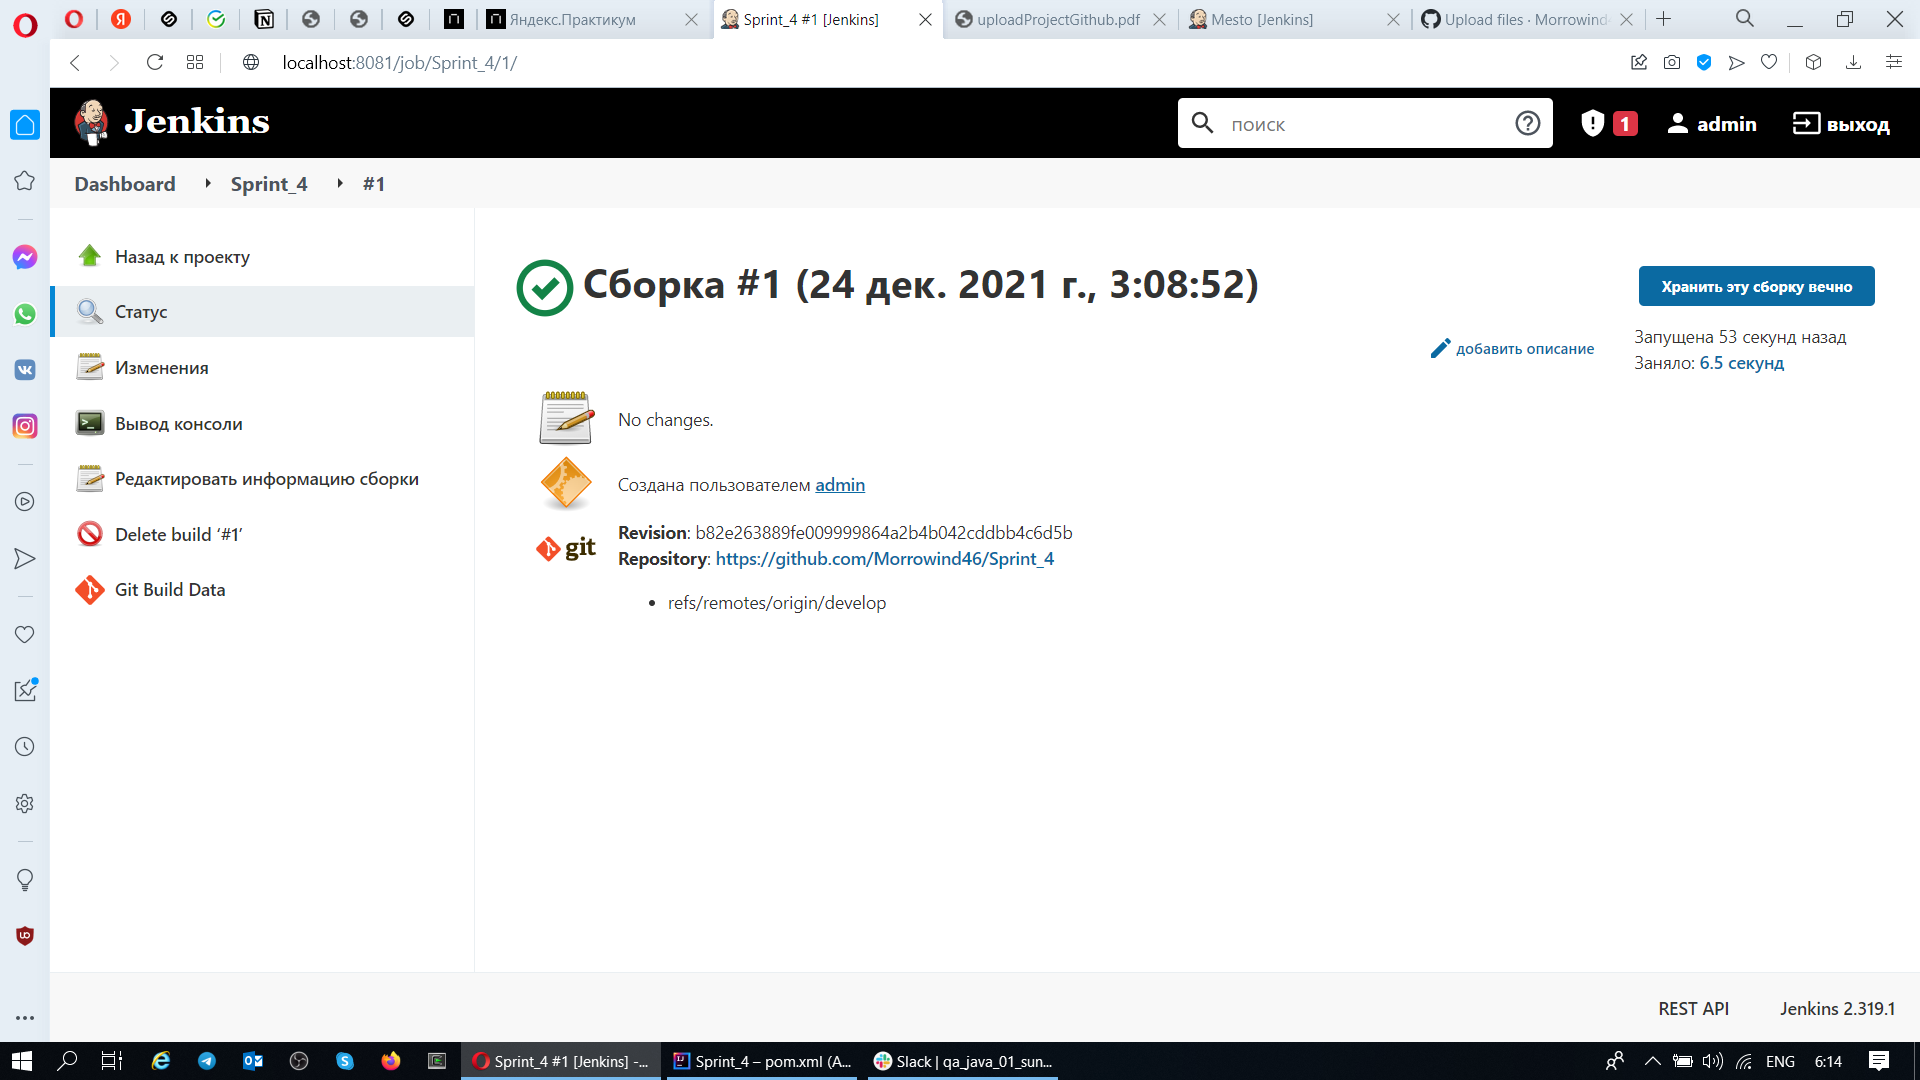 Яндекс.Практикум
Sprint_4 #1 [Jenkins]
uploadProjectGithub.pdf
Mesto [Jenkins]
Upload files · Morrowind
localhost:8081/job/Sprint_4/1/
Jenkins
поиск
1
admin
выход
Dashboard
Sprint_4
#1
Назад к проекту
Статус
Изменения
Вывод консоли
Редактировать информацию сборки
Delete build ‘#1’
Git Build Data
Сборка #1 (24 дек. 2021 г., 3:08:52)
Хранить эту сборку вечно
добавить описание
Запущена 53 секунд назад
Заняло: 6.5 секунд
No changes.
Создана пользователем admin
git
Revision: b82e263889fe009999864a2b4b042cddbb4c6d5b
Repository: https://github.com/Morrowind46/Sprint_4
refs/remotes/origin/develop
REST API
Jenkins 2.319.1
Sprint_4 #1 [Jenkins] -...
Sprint_4 – pom.xml (A...
Slack | qa_java_01_sun...
ENG
6:14